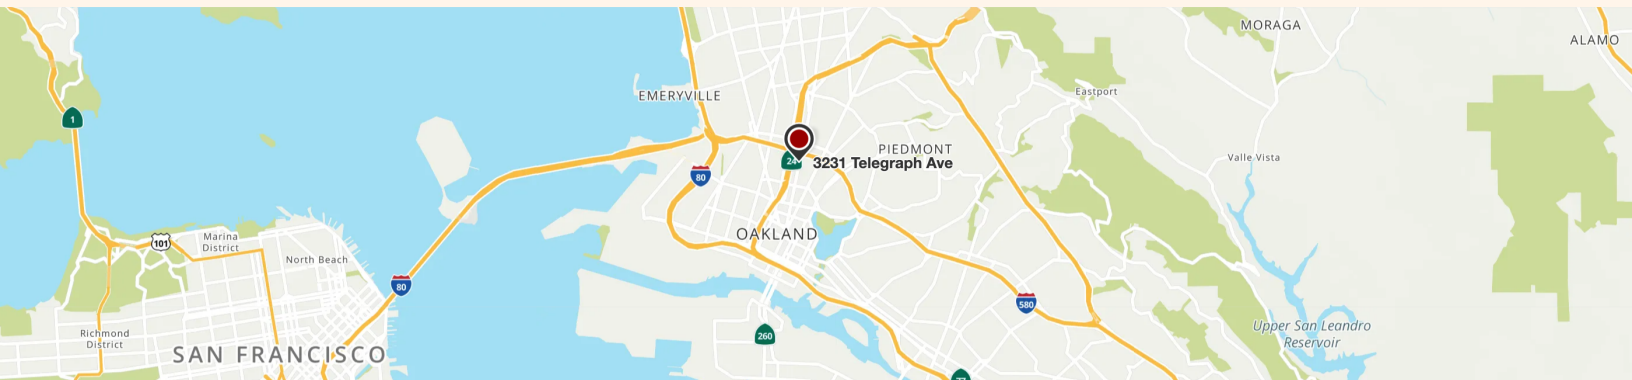 MORAGA
ALAMO
EMERYVILLE
Eastport
1
24
PIEDMONT
3231 Telegraph Ave
Valle Vista
80
OAKLAND
Marina
District
101
North Beach
80
580
260
Upper San Leandro
Reservoir
Richmond
District
SAN FRANCISCO